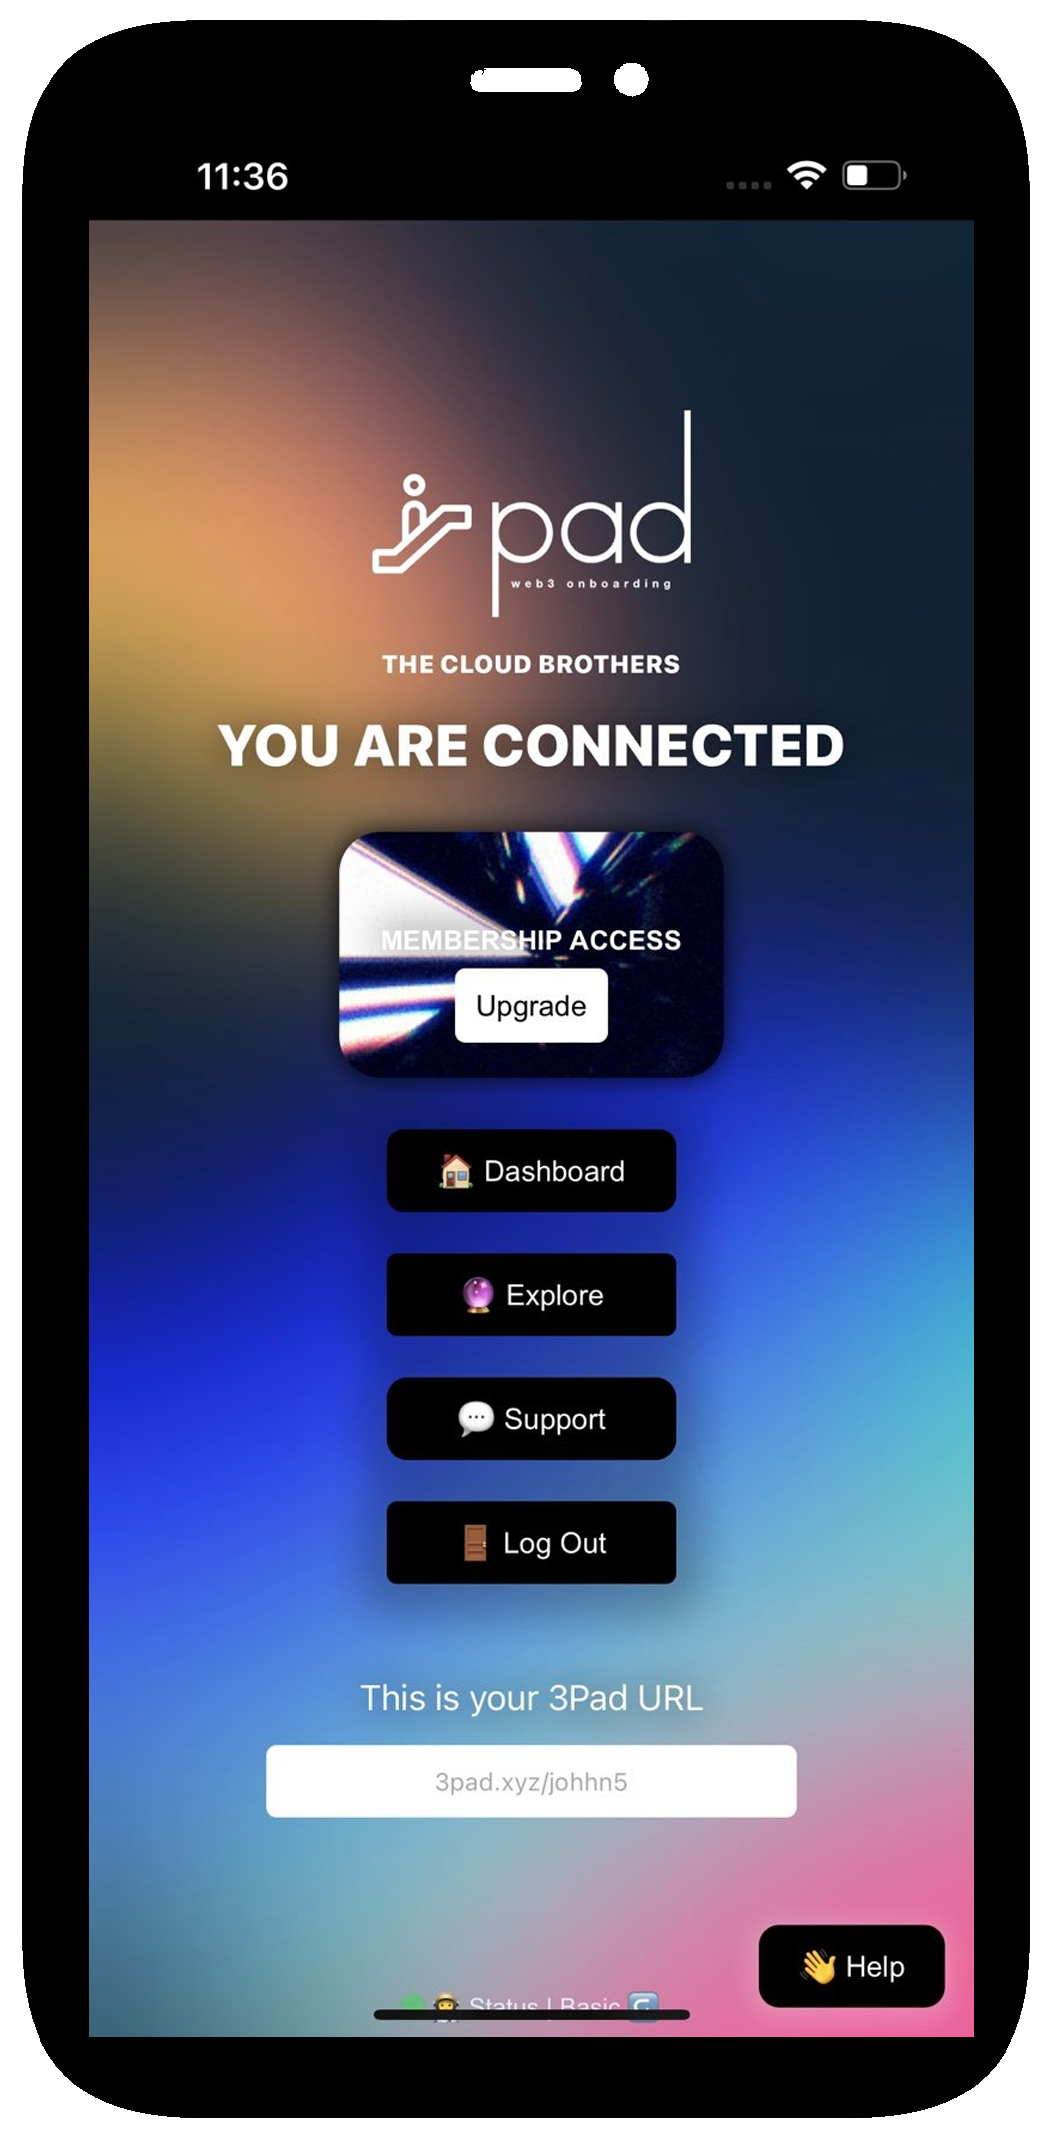 11:36
pad
web3 onboarding
THE CLOUD BROTHERS
YOU ARE CONNECTED
MEMBERSHIP ACCESS
Upgrade
Dashboard
Explore
Support
Log Out
This is your 3Pad URL
3pad.xyz/johhn5
Help
Status | Basic